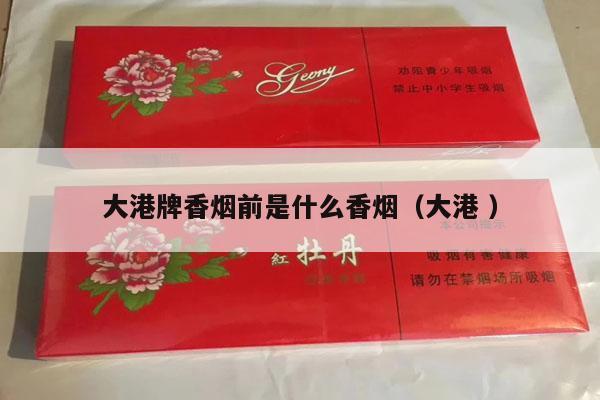 Geony
劝阻青少年吸烟
禁止中小学生吸烟
大港牌香烟前是什么香烟（大港 ）
本公司提示
紅 牡丹
吸烟有害健康
请勿在禁烟场所吸烟